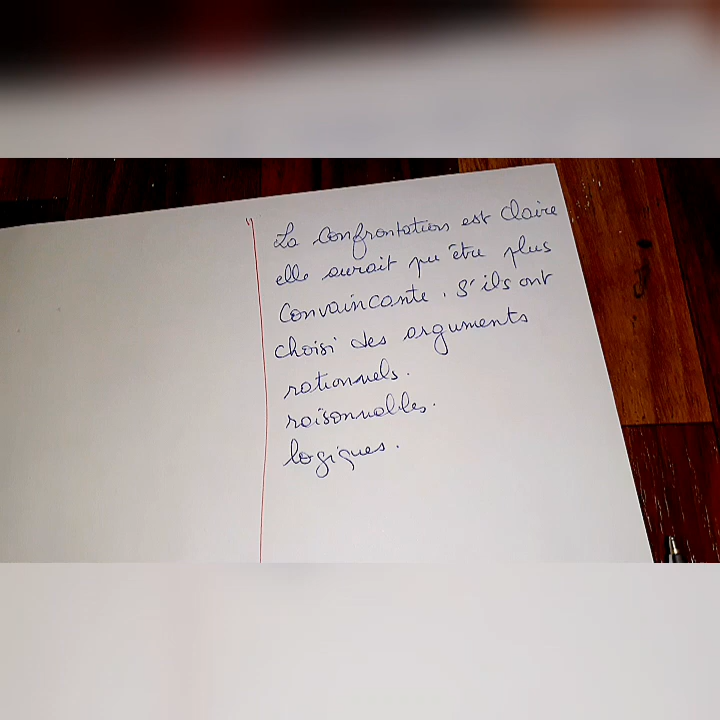 La confrontation est claire
elle aurait pu être plus
convaincante. S'ils ont
choisi des arguments
rationnels.
raisonnables.
logiques.